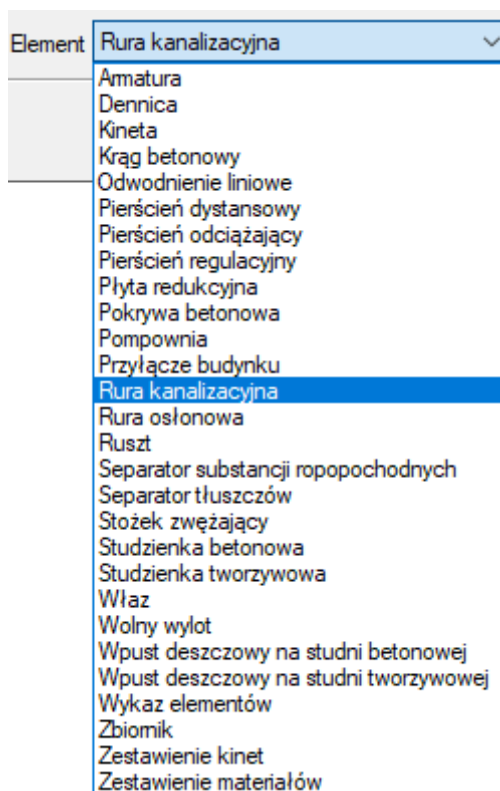 Element Rura kanalizacyjna
Armatura
Dennica
Kineta
Krąg betonowy
Odwodnienie liniowe
Pierścień dystansowy
Pierścień odciążający
Pierścień regulacyjny
Płyta redukcyjna
Pokrywa betonowa
Pompownia
Przyłącze budynku
Rura kanalizacyjna
Rura osłonowa
Ruszt
Separator substancji ropopochodnych
Separator tłuszczów
Stożek zwężający
Studzienka betonowa
Studzienka tworzywowa
Właz
Wolny wylot
Wpust deszczowy na studni betonowej
Wpust deszczowy na studni tworzywowej
Wykaz elementów
Zbiornik
Zestawienie kinet
Zestawienie materiałów